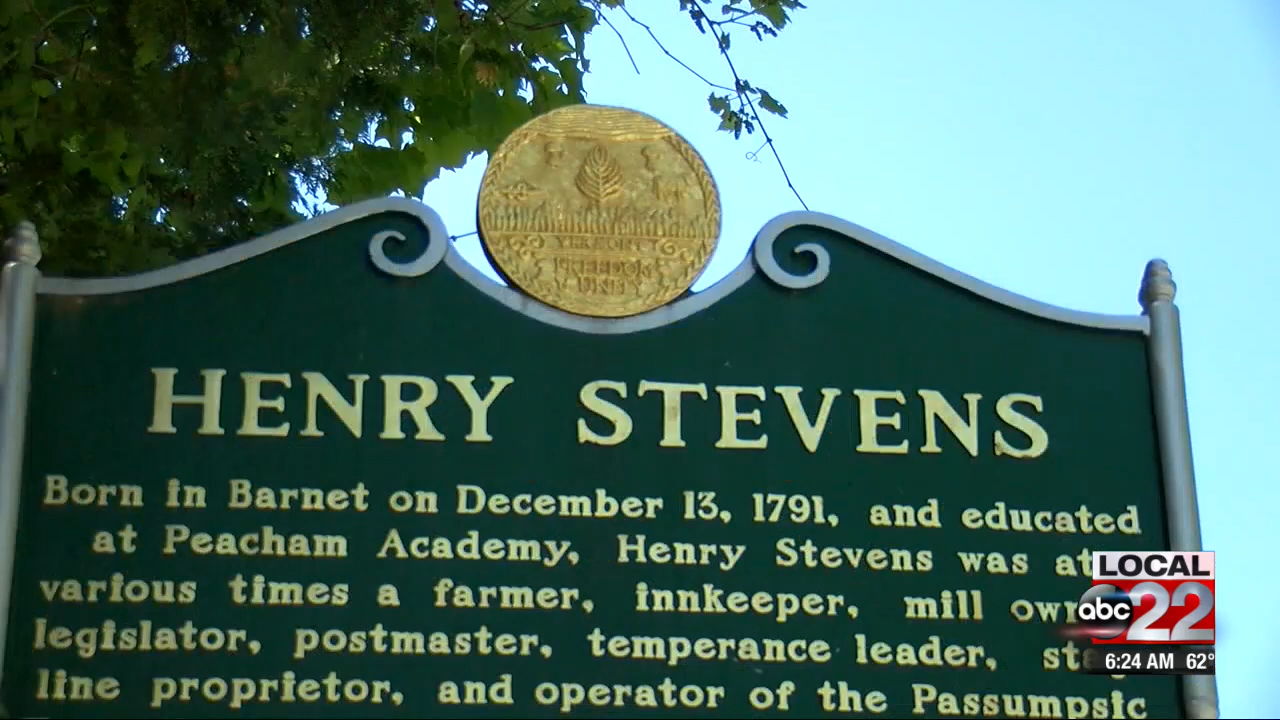 VERMONT
FREEDOM
UNITY
HENRY STEVENS
Born in Barnet on December 13, 1791, and educated
at Peacham Academy, Henry Stevens was at
various times a farmer, innkeeper, mill
legislator, postmaster, temperance leader,
line proprietor, and operator of the Passumpsic
LOCAL
abc 22
6:24 AM 62°